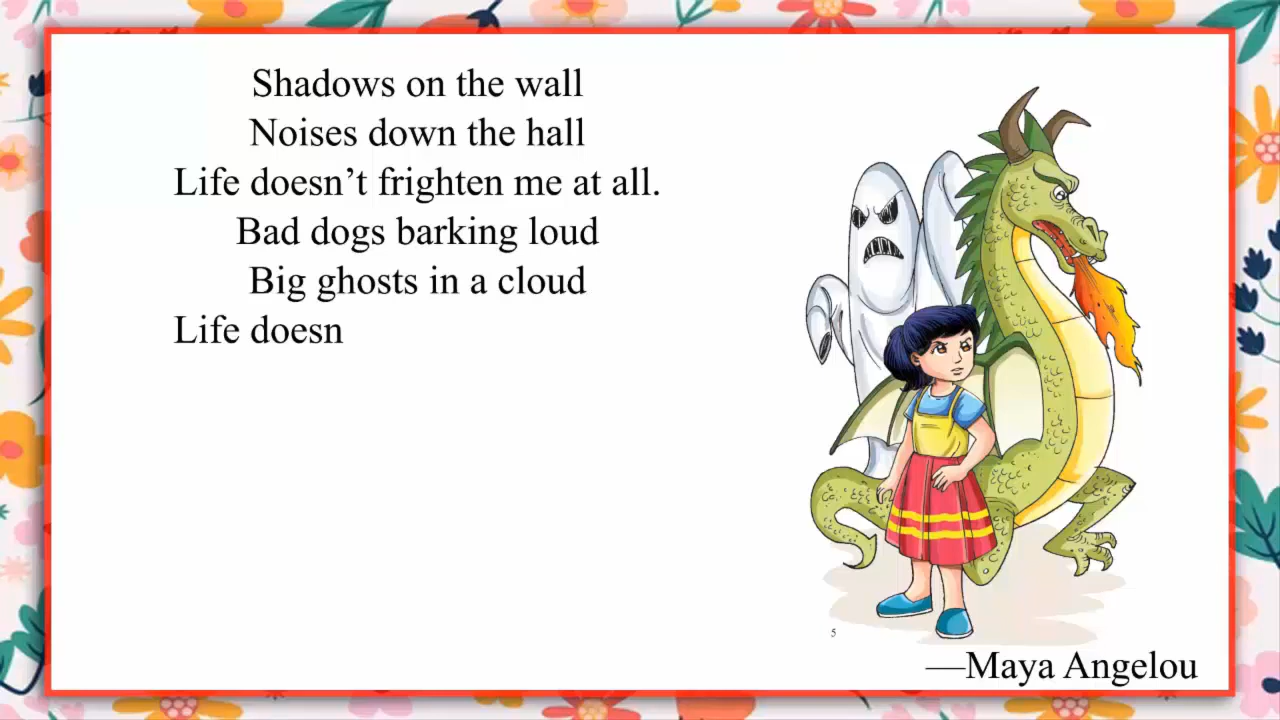 Shadows on the wall
Noises down the hall
Life doesn’t frighten me at all.
Bad dogs barking loud
Big ghosts in a cloud
Life doesn
5
—Maya Angelou